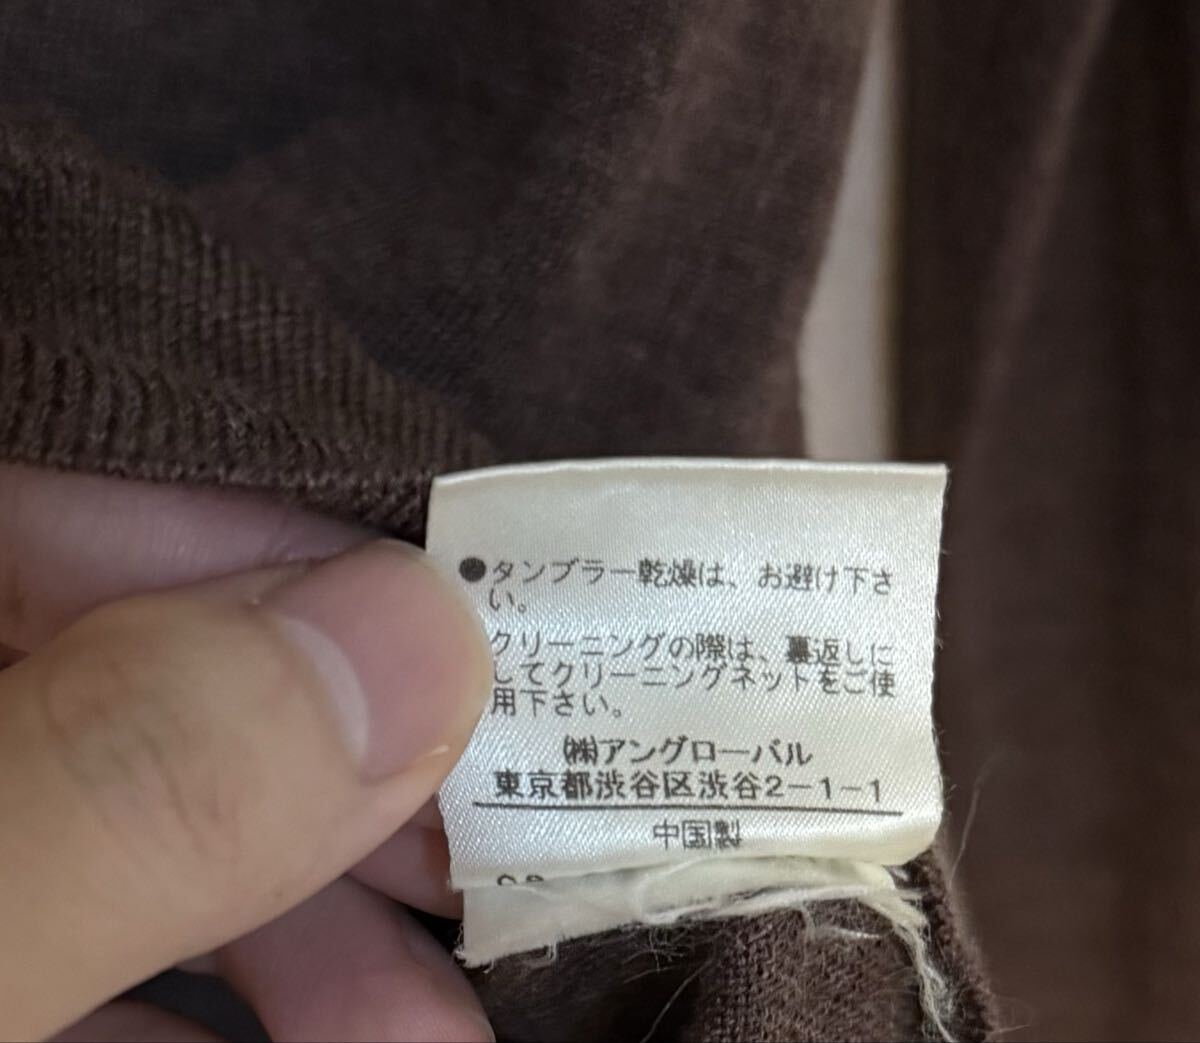 ●タンブラー乾燥は、お避け下さ
い。
クリーニングの際は、裏返しに
してクリーニングネットをご使
用下さい。
㈱アングローバル
東京都渋谷区渋谷2-1-1
中国製